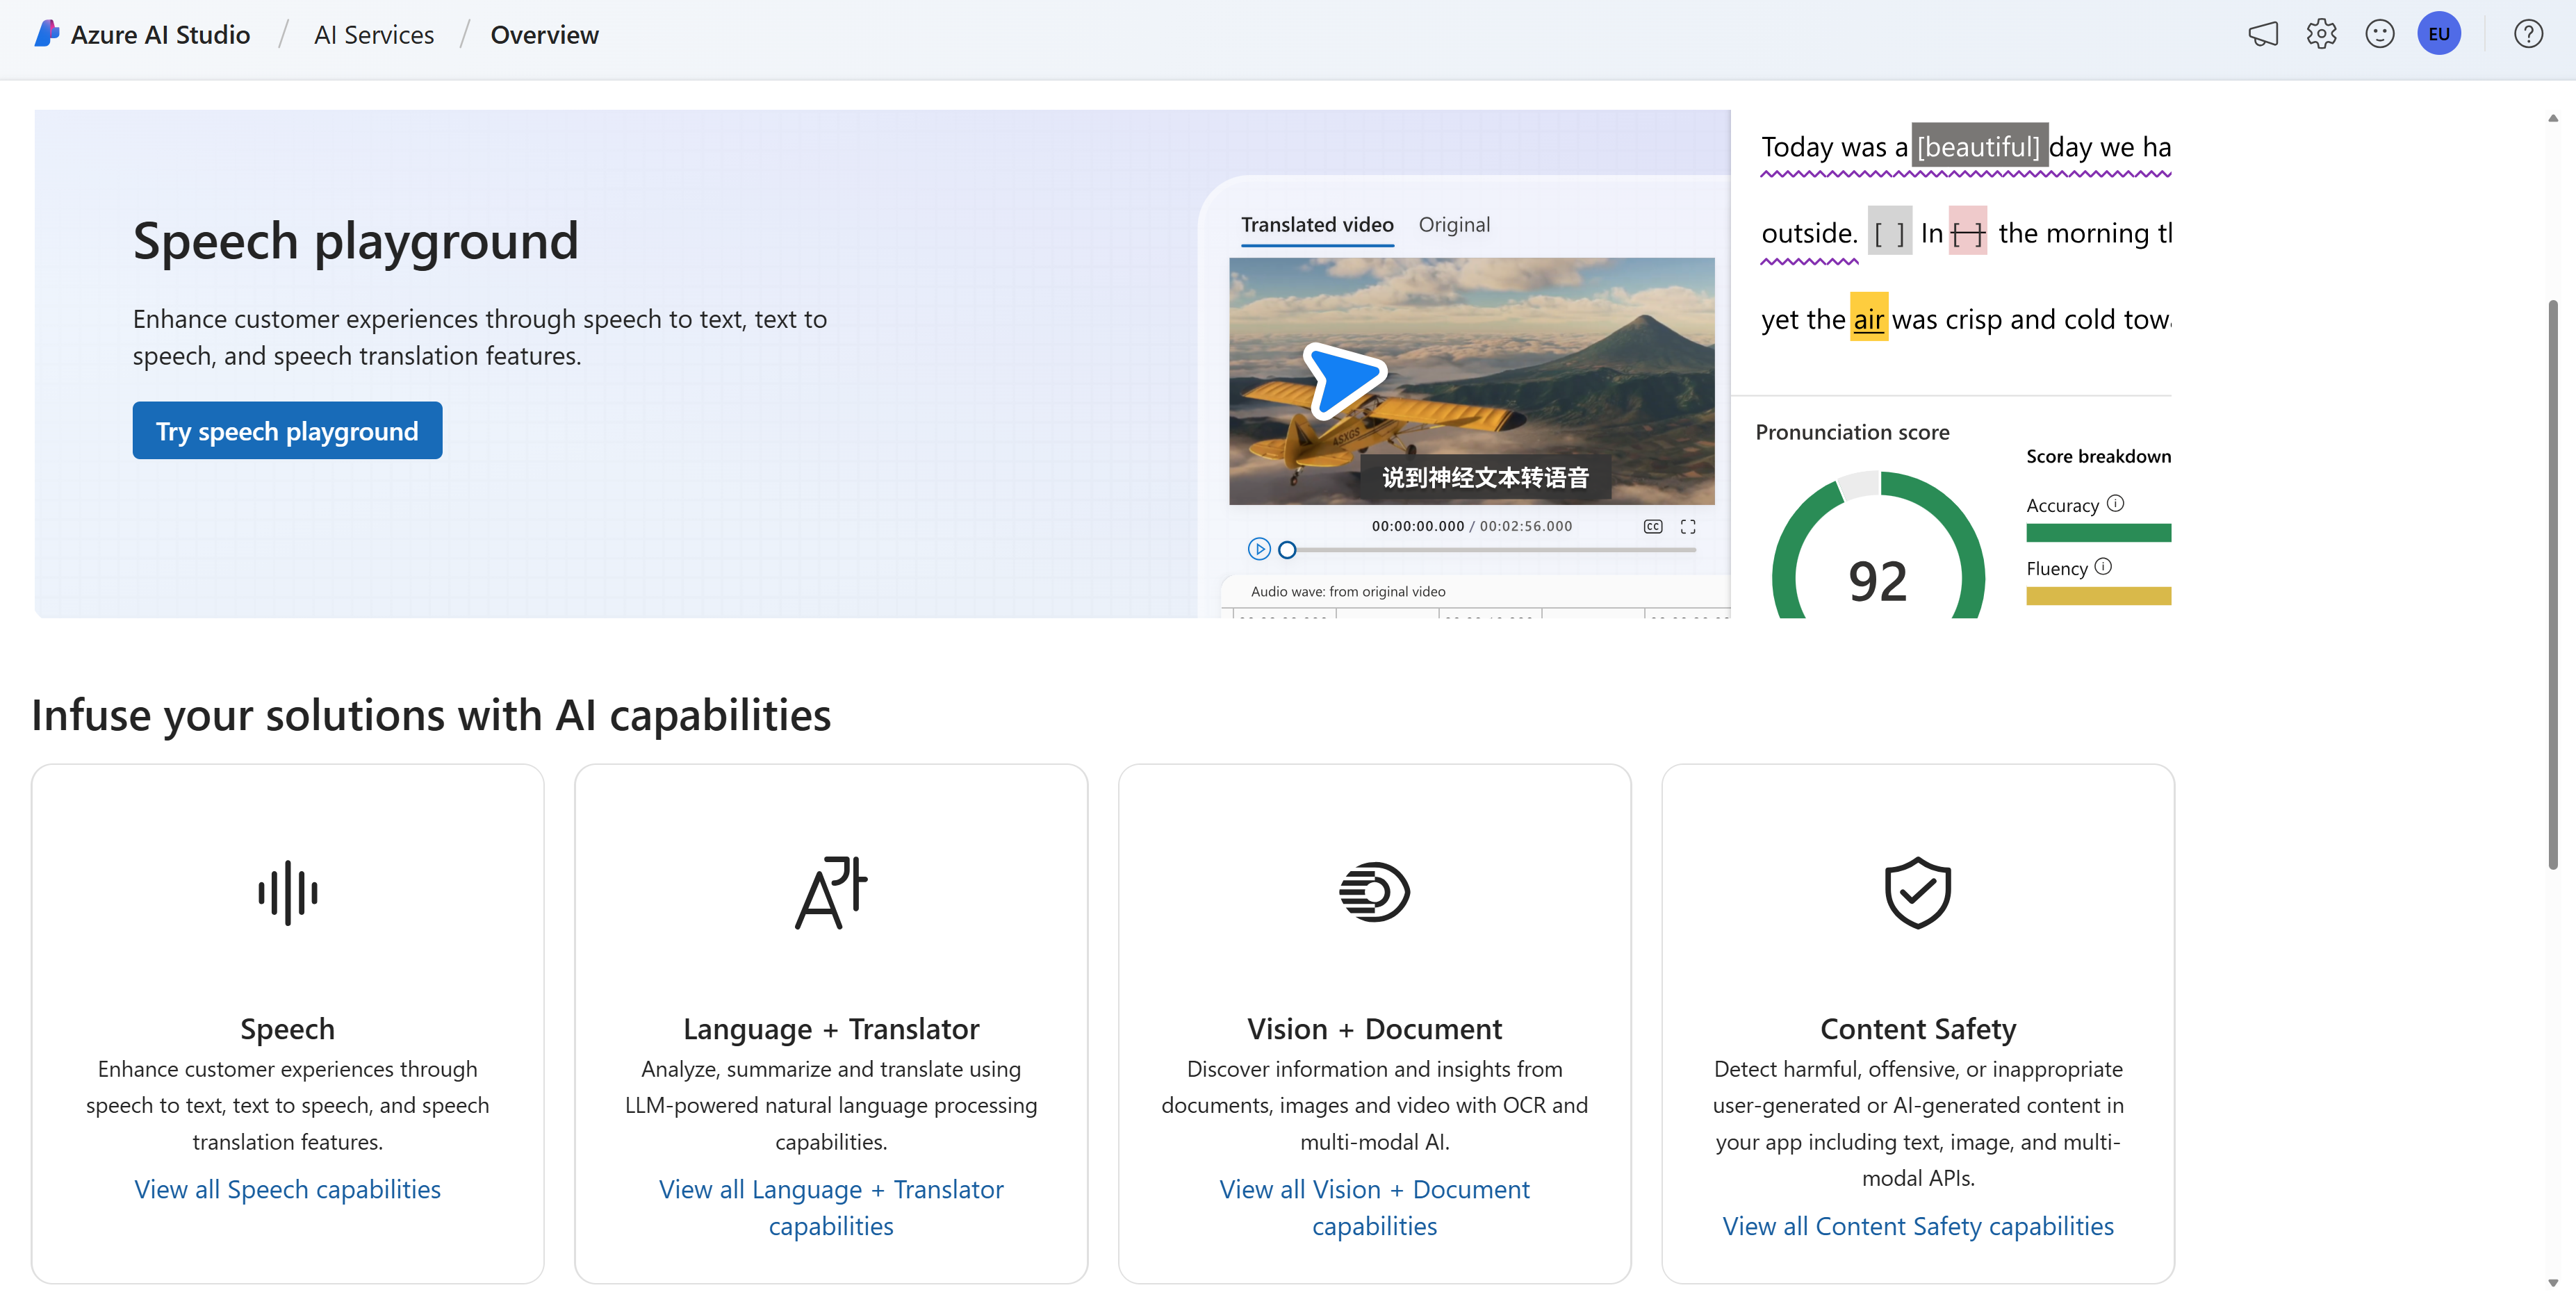 Azure AI Studio / AI Services / Overview
EU
Speech playground
Enhance customer experiences through speech to text, text to
speech, and speech translation features.
Try speech playground
Translated video Original
4SXGS
说到神经文本转语音
00:00:00.000 / 00:02:56.000
CC
Audio wave: from original video
Today was a [beautiful] day we ha
outside. [ ] In [ ] the morning
yet the air was crisp and cold
Pronunciation score
92
Score breakdown
Accuracy
Fluency
Infuse your solutions with AI capabilities
Speech
Enhance customer experiences through
speech to text, text to speech, and speech
translation features.
View all Speech capabilities
Language + Translator
Analyze, summarize and translate using
LLM-powered natural language processing
capabilities.
View all Language + Translator
capabilities
Vision + Document
Discover information and insights from
documents, images and video with OCR and
multi-modal AI.
View all Vision + Document
capabilities
Content Safety
Detect harmful, offensive, or inappropriate
user-generated or AI-generated content in
your app including text, image, and multi-
modal APIs.
View all Content Safety capabilities